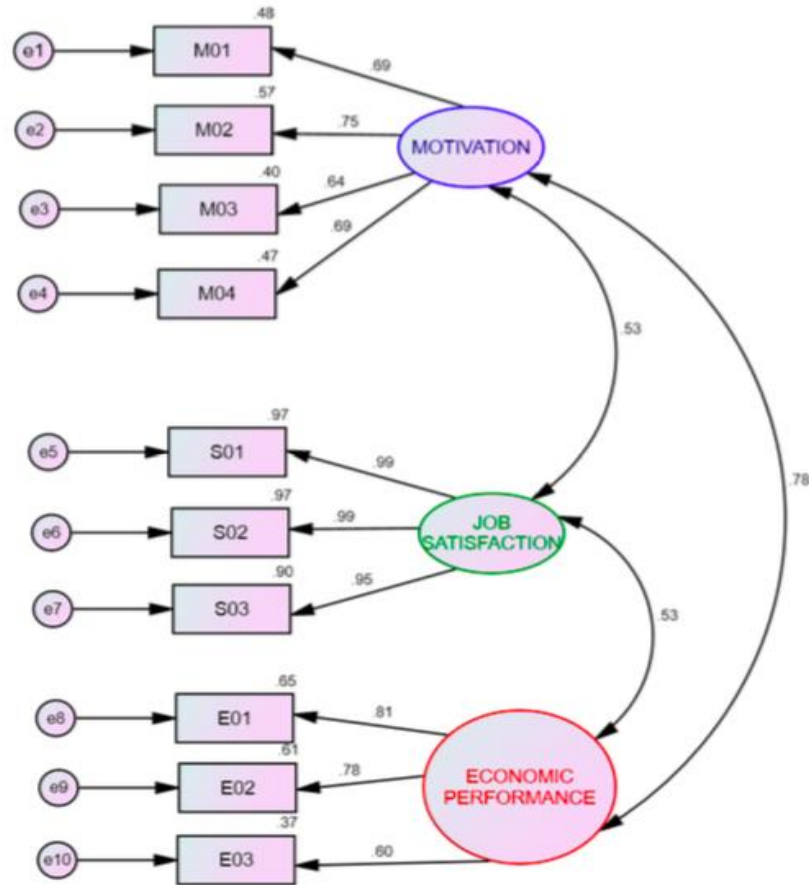 .48
e1
M01
.69
.57
e2
M02
.75
MOTIVATION
.40
e3
M03
.64
.69
.47
e4
M04
.53
.78
.97
e5
S01
.99
.97
e6
S02
.99
JOB
SATISFACTION
.90
e7
S03
.95
.53
.65
e8
E01
.81
.61
e9
E02
.78
ECONOMIC
PERFORMANCE
.37
e10
E03
.60